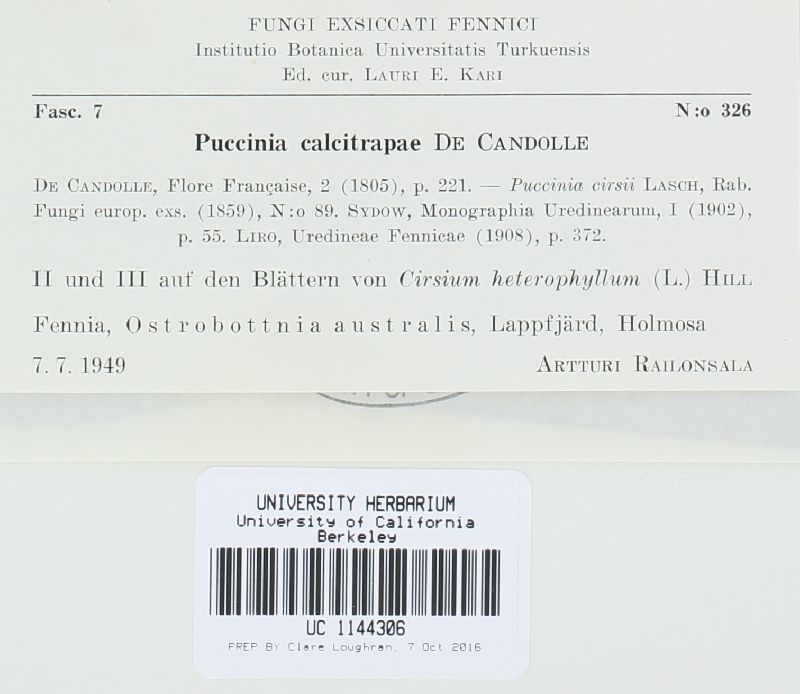 FUNGI EXSICCATI FENNICI
Institutio Botanica Universitatis Turkuensis
Ed. cur. LAURI E. KARI
Fasc. 7 N:o 326
Puccinia calcitrapae DE CANDOLLE
DE CANDOLLE, Flore Française, 2 (1805), p. 221. — Puccinia cirsii LASCH, Rab.
Fungi europ. exs. (1859), N:o 89. SYDOW, Monographia Uredinearum, I (1902),
p. 55. LIRO, Uredineae Fennicae (1908), p. 372.
II und III auf den Blättern von Cirsium heterophyllum (L.) HILL
Fennia, Ostrobottnia australis, Lappfjärd, Holmosa
7. 7. 1949 ARTTURI RAILONSALA
UNIVERSITY HERBARIUM
University of California
Berkeley
UC 1144306
PREP BY Clare Loughran, 7 Oct 2016